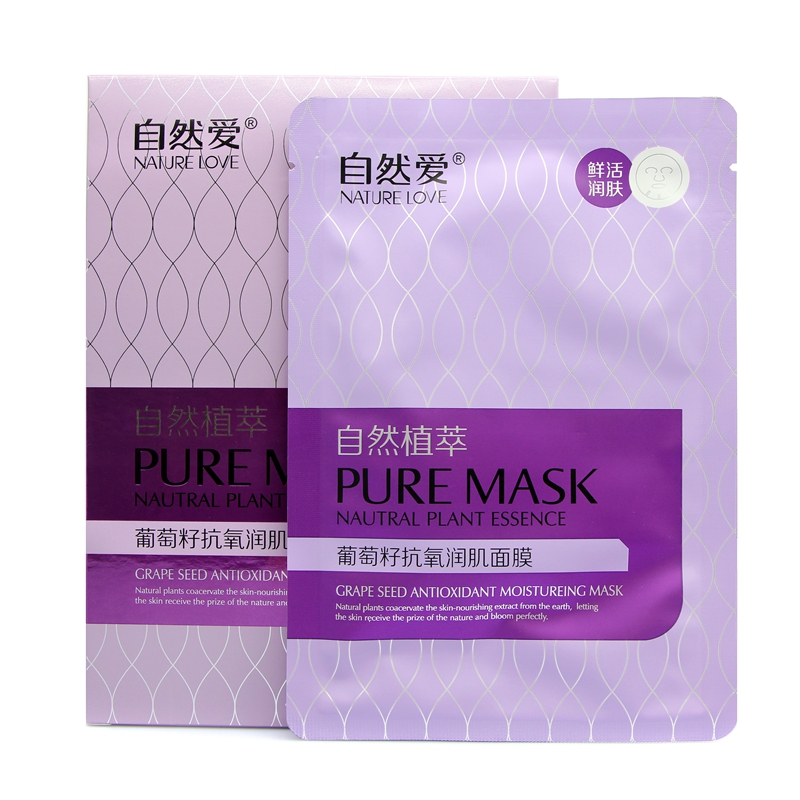 自然爱®
NATURE LOVE
自然植萃
PURE M
NAUTRAL PLANT
葡萄籽抗氧润肌
GRAPE SEED ANTIOXIDAN
Natural plants coacervate the skin-nourishing
the skin receive the prize of the nature and
自然爱®
NATURE LOVE
鲜活
润肤
自然植萃
PURE MASK
NAUTRAL PLANT ESSENCE
葡萄籽抗氧润肌面膜
GRAPE SEED ANTIOXIDANT MOISTUREING MASK
Natural plants coacervate the skin-nourishing extract from the earth, letting
the skin receive the prize of the nature and bloom perfectly.